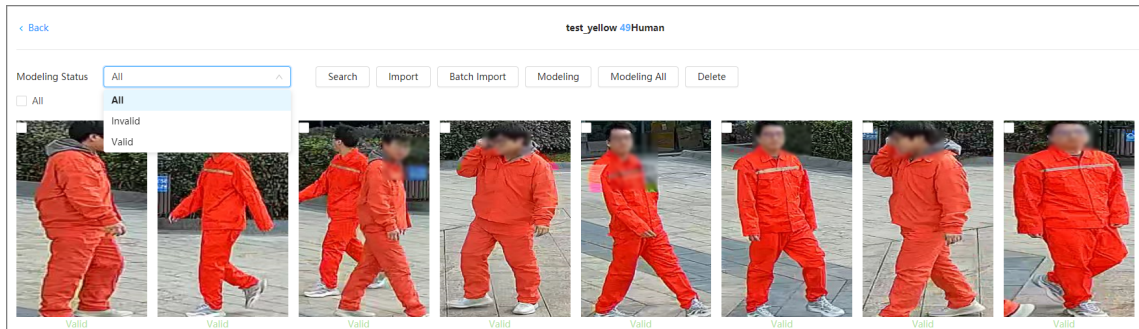 < Back
test_yellow 49Human
Modeling Status All Search Import Batch Import Modeling Modeling All Delete
All
All
Invalid
Valid
Valid Valid Valid Valid Valid Valid Valid Valid